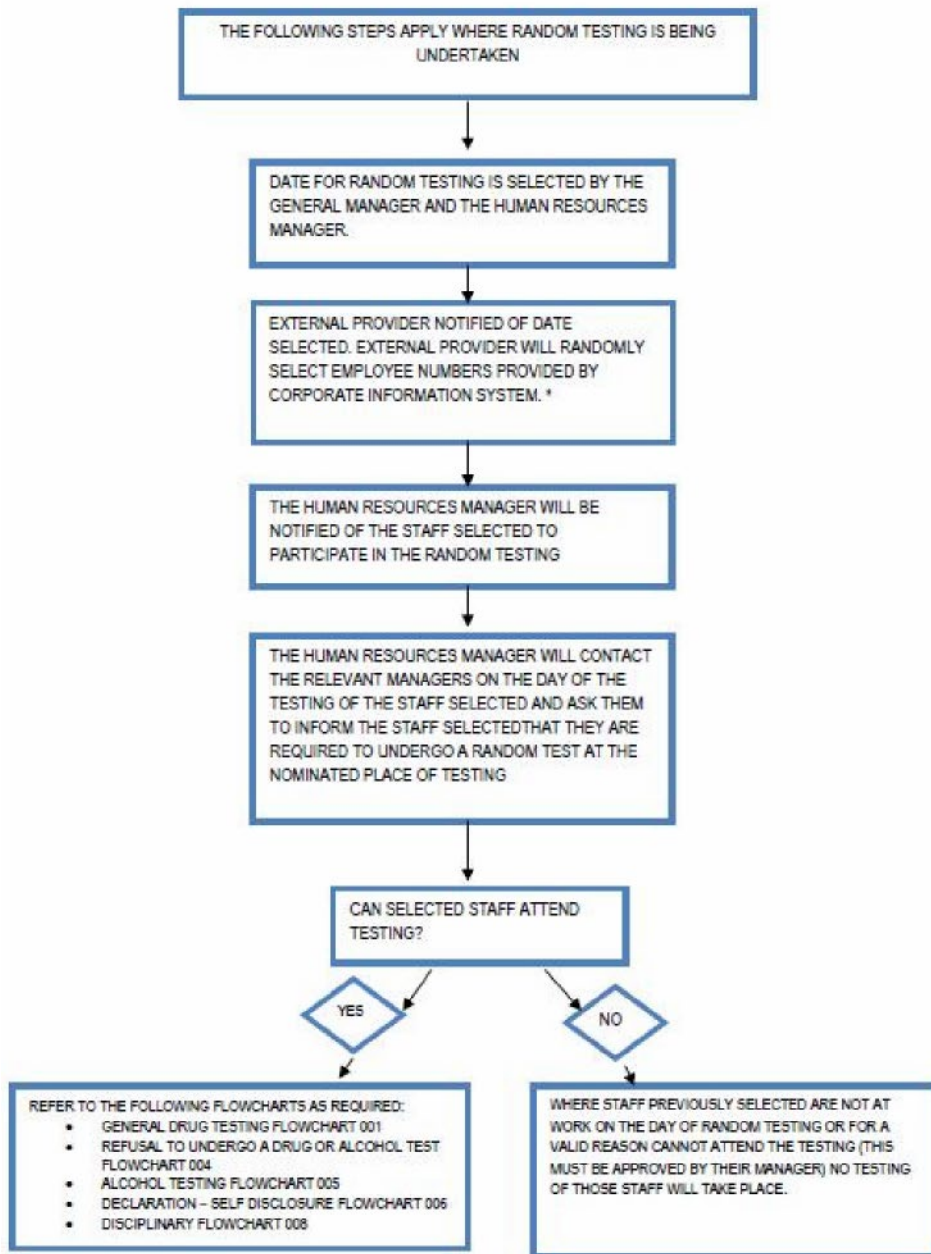 THE FOLLOWING STEPS APPLY WHERE RANDOM TESTING IS BEING
UNDERTAKEN
DATE FOR RANDOM TESTING IS SELECTED BY THE
GENERAL MANAGER AND THE HUMAN RESOURCES
MANAGER.
EXTERNAL PROVIDER NOTIFIED OF DATE
SELECTED. EXTERNAL PROVIDER WILL RANDOMLY
SELECT EMPLOYEE NUMBERS PROVIDED BY
CORPORATE INFORMATION SYSTEM. *
THE HUMAN RESOURCES MANAGER WILL BE
NOTIFIED OF THE STAFF SELECTED TO
PARTICIPATE IN THE RANDOM TESTING
THE HUMAN RESOURCES MANAGER WILL CONTACT
THE RELEVANT MANAGERS ON THE DAY OF THE
TESTING OF THE STAFF SELECTED AND ASK THEM
TO INFORM THE STAFF SELECTEDTHAT THEY ARE
REQUIRED TO UNDERGO A RANDOM TEST AT THE
NOMINATED PLACE OF TESTING
CAN SELECTED STAFF ATTEND
TESTING?
YES
NO
REFER TO THE FOLLOWING FLOWCHARTS AS REQUIRED:
• GENERAL DRUG TESTING FLOWCHART 001
• REFUSAL TO UNDERGO A DRUG OR ALCOHOL TEST
FLOWCHART 004
• ALCOHOL TESTING FLOWCHART 005
• DECLARATION – SELF DISCLOSURE FLOWCHART 006
• DISCIPLINARY FLOWCHART 008
WHERE STAFF PREVIOUSLY SELECTED ARE NOT AT
WORK ON THE DAY OF RANDOM TESTING OR FOR A
VALID REASON CANNOT ATTEND THE TESTING (THIS
MUST BE APPROVED BY THEIR MANAGER) NO TESTING
OF THOSE STAFF WILL TAKE PLACE.